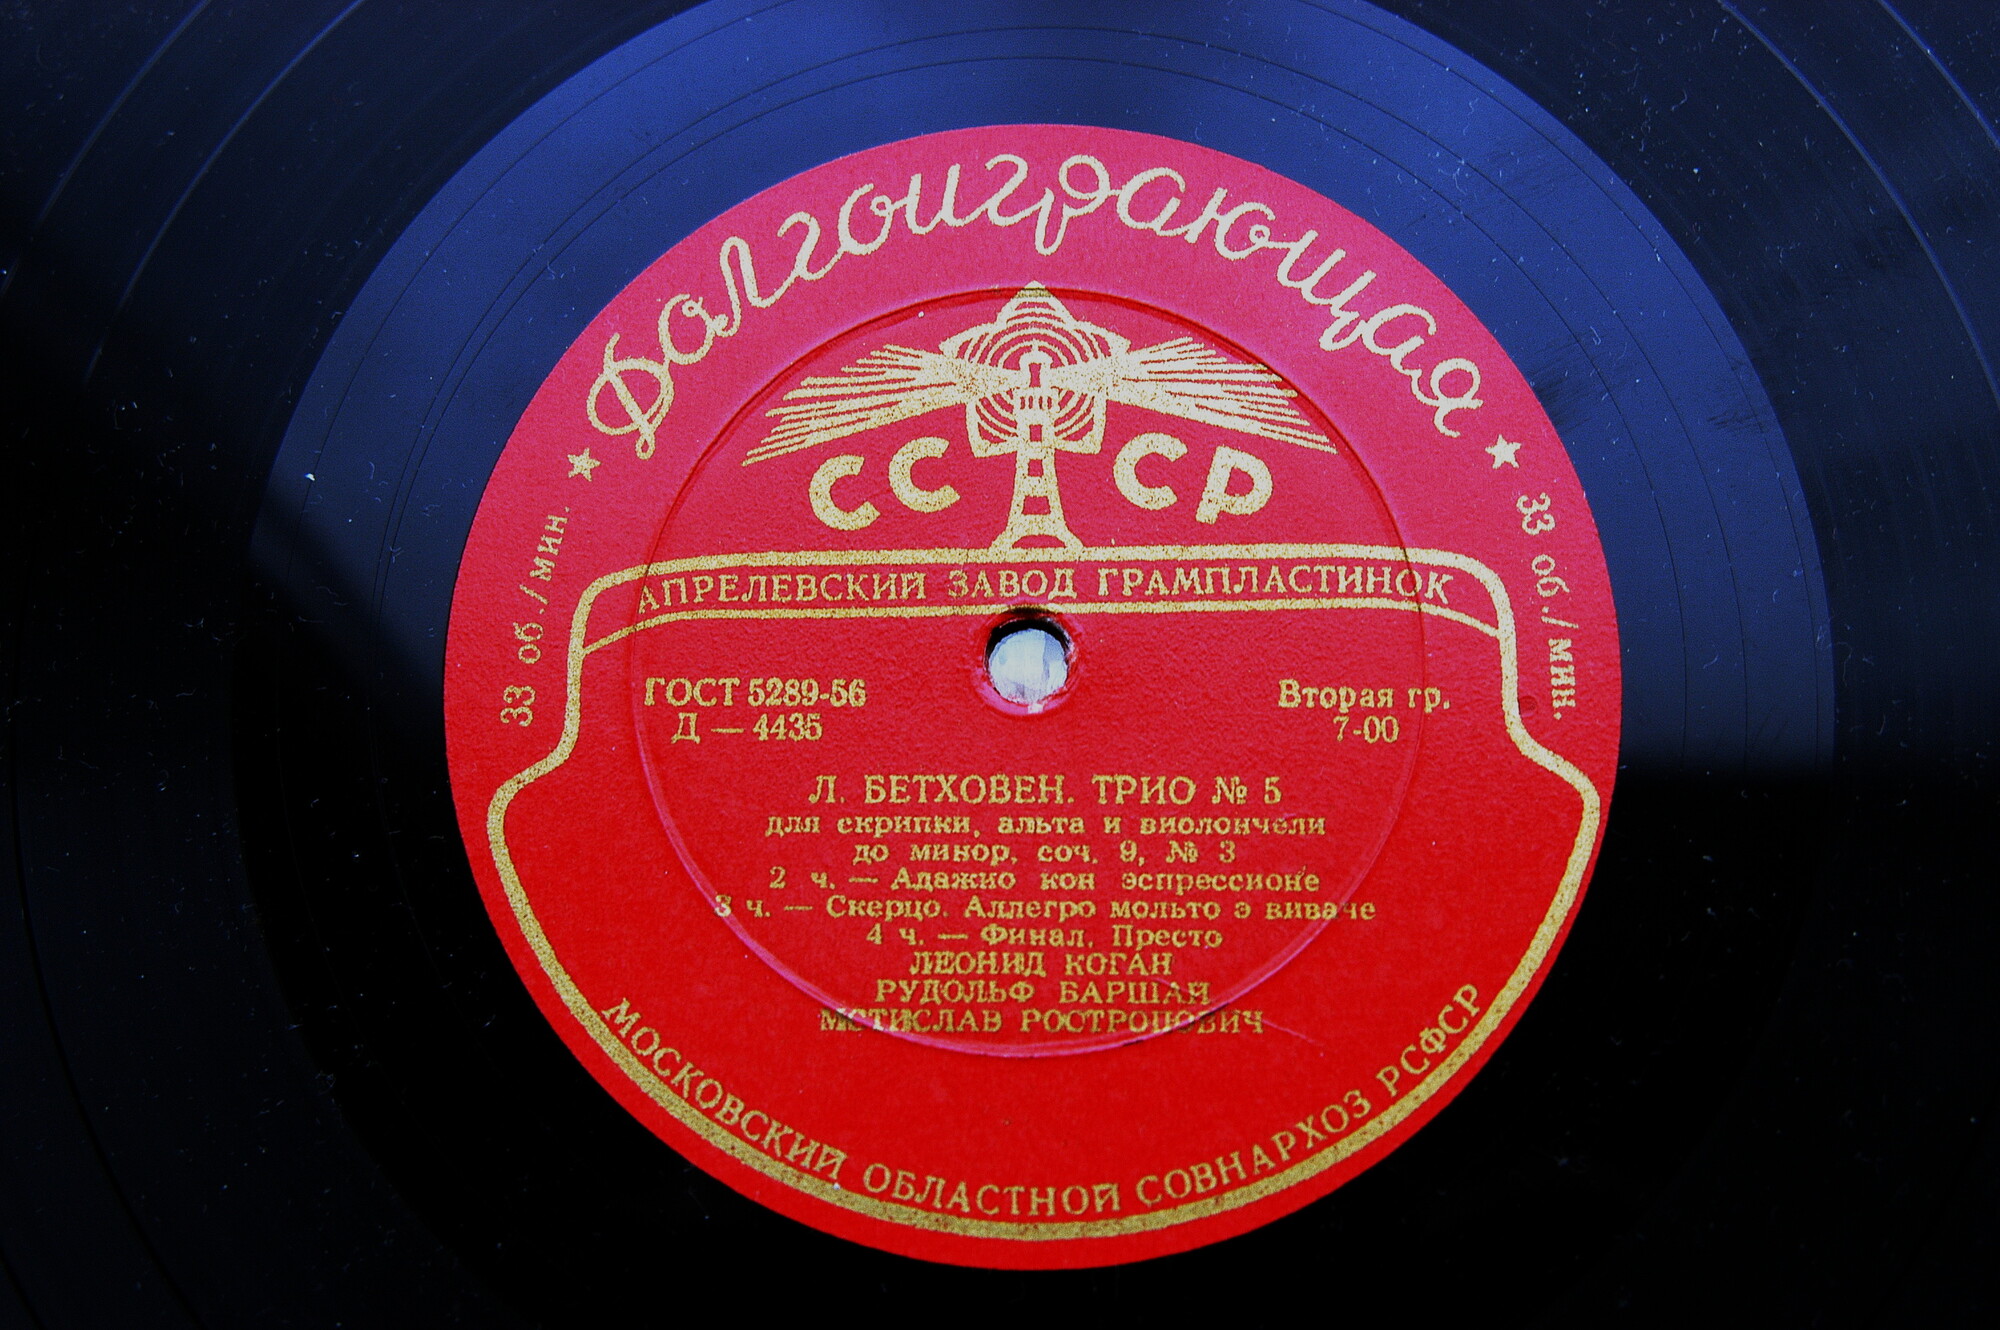 Долгоиграющая
★ 33 об./мин.
★ 33 об./мин.
СССР
АПРЕЛЕВСКИЙ ЗАВОД ГРАМПЛАСТИНОК
ГОСТ 5289-56
Д — 4435
Вторая гр.
7-00
Л. БЕТХОВЕН. ТРИО № 5
для скрипки, альта и виолончели
до минор, соч. 9, № 3
2 ч. — Адажио кон эспрессионе
3 ч. — Скерцо. Аллегро мольто э виваче
4 ч. — Финал. Престо
ЛЕОНИД КОГАН
РУДОЛЬФ БАРШАЙ
МСТИСЛАВ РОСТРОПОВИЧ
МОСКОВСКИЙ ОБЛАСТНОЙ СОВНАРХОЗ РСФСР